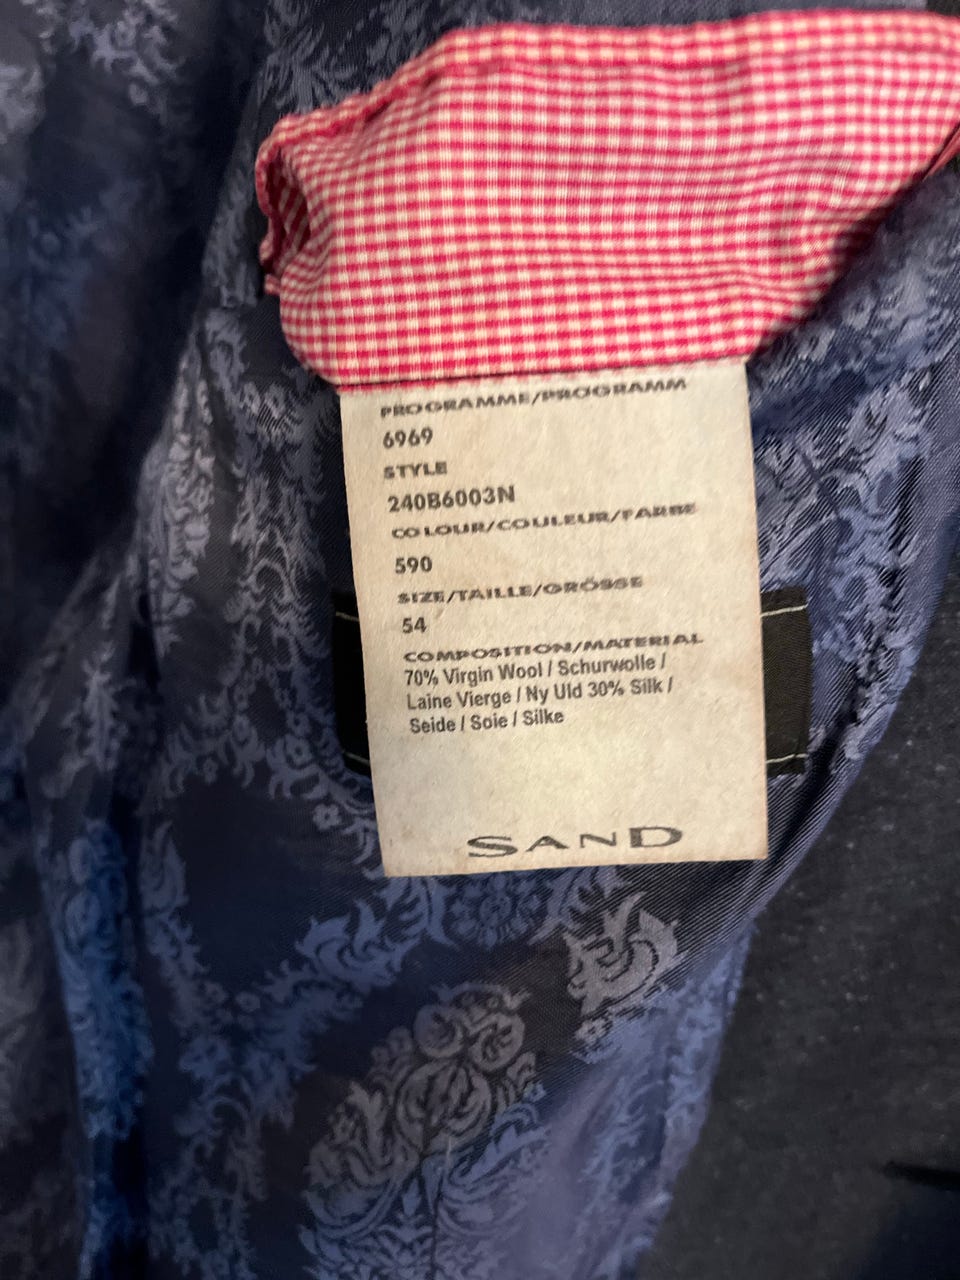 PROGRAMME/PROGRAMM
6969
STYLE
240B6003N
COLOUR/COULEUR/FARBE
590
SIZE/TAILLE/GRÖSSE
54
COMPOSITION/MATERIAL
70% Virgin Wool / Schurwolle /
Laine Vierge / Ny Uld 30% Silk /
Seide / Soie / Silke
SAND